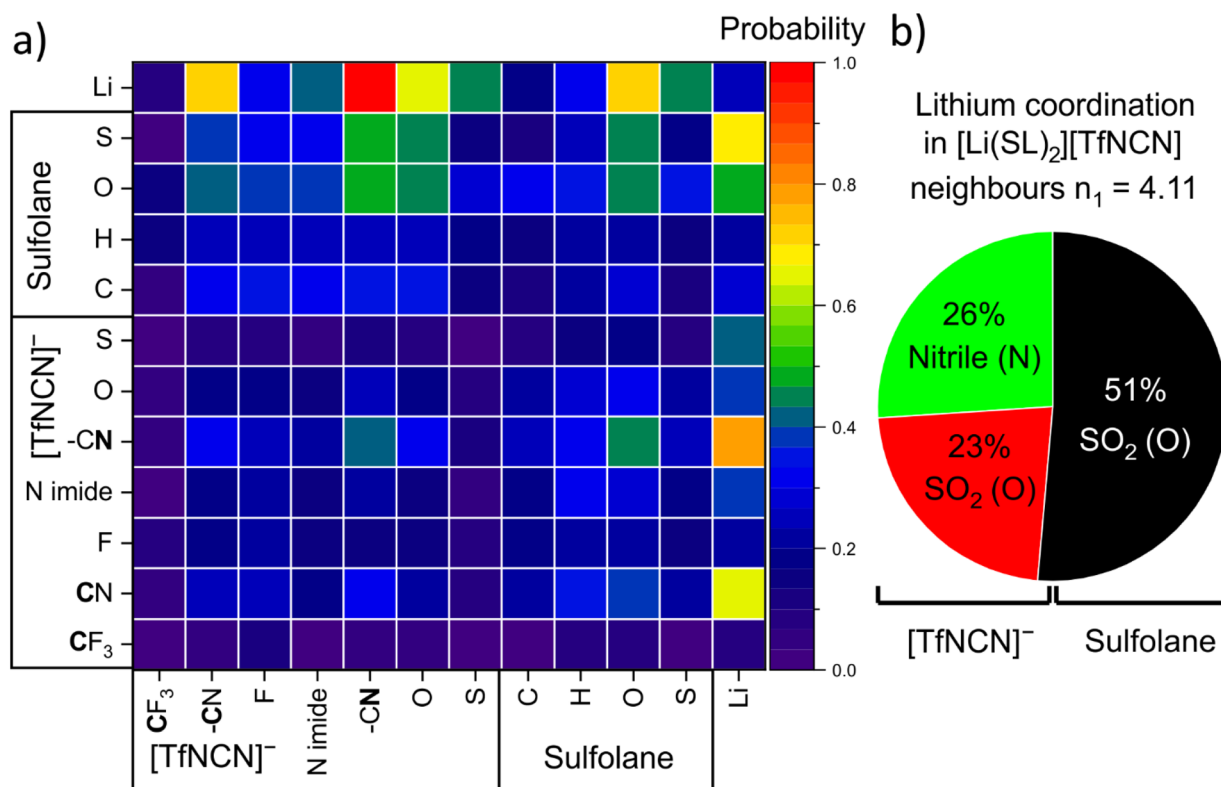 a)
Probability
b)
Li
S
O
H
C
Sulfolane
S
O
-CN
N imide
F
CN
CF₃
[TfNCN]⁻
1.0
0.8
0.6
0.4
0.2
0.0
CF₃
-CN
F
N imide
-CN
O
S
C
H
O
S
Li
[TfNCN]⁻
Sulfolane
Lithium coordination
in [Li(SL)₂][TfNCN]
neighbours n₁ = 4.11
26%
Nitrile (N)
51%
SO₂ (O)
23%
SO₂ (O)
[TfNCN]⁻
Sulfolane